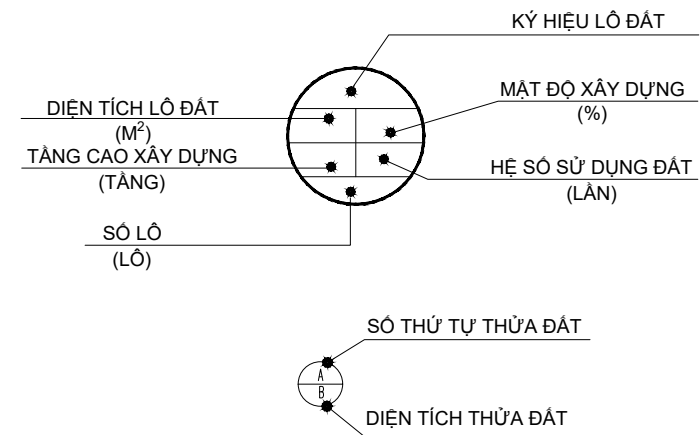 KÝ HIỆU LÔ ĐẤT
DIỆN TÍCH LÔ ĐẤT
(M²)
MẬT ĐỘ XÂY DỰNG
(%)
TẦNG CAO XÂY DỰNG
(TẦNG)
HỆ SỐ SỬ DỤNG ĐẤT
(LẦN)
SỐ LÔ
(LÔ)
SỐ THỨ TỰ THỬA ĐẤT
A
B
DIỆN TÍCH THỬA ĐẤT